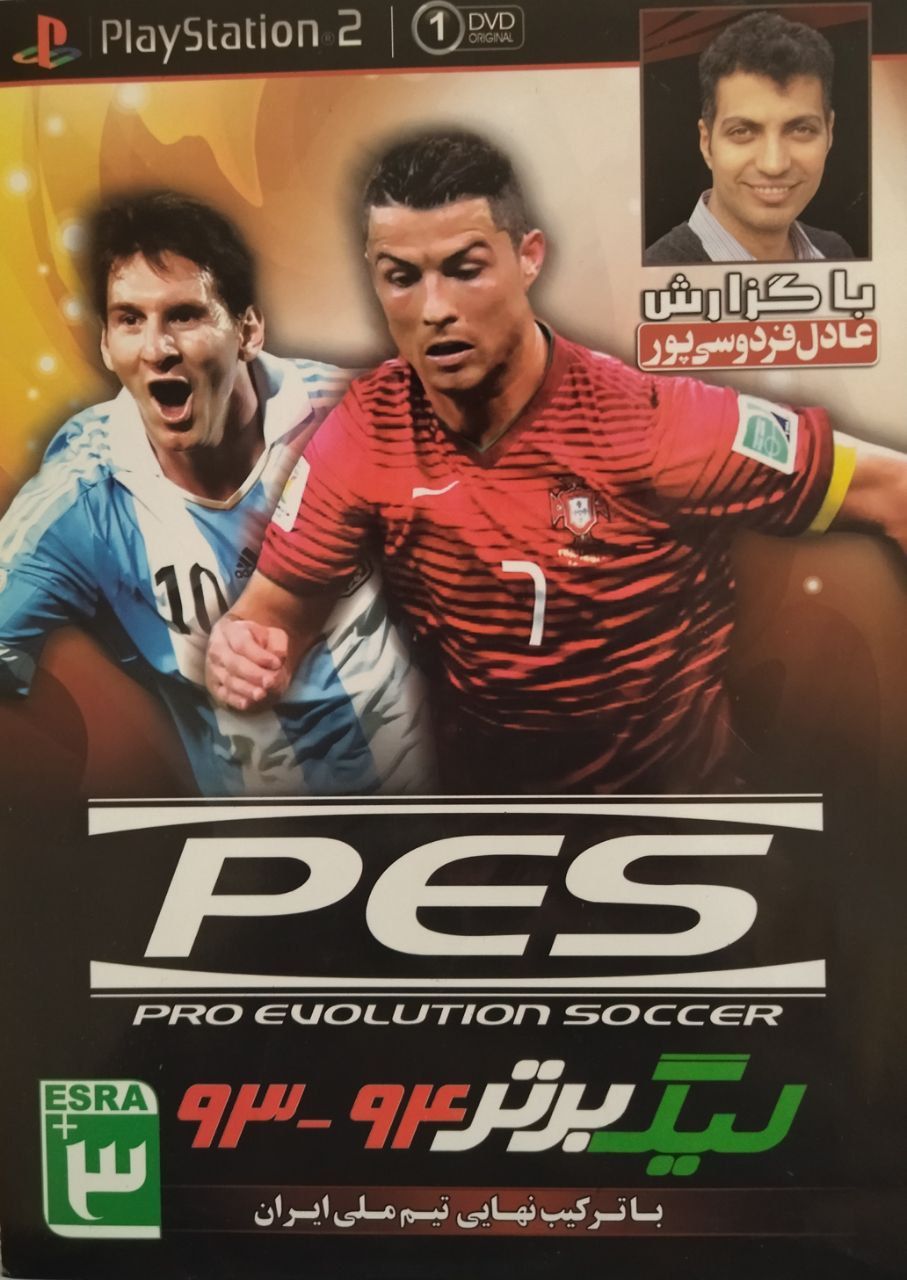 PlayStation®2
1 DVD ORIGINAL
با گزارش
عادل فردوسی‌پور
10
7
PES
PRO EVOLUTION SOCCER
لیگ برتر ۹۴-۹۳
ESRA
+۳
با ترکیب نهایی تیم ملی ایران